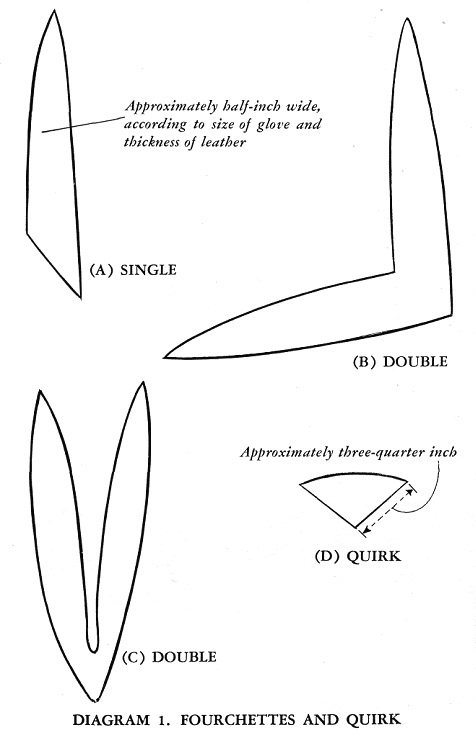 Approximately half-inch wide,
according to size of glove and
thickness of leather
(A) SINGLE
(B) DOUBLE
Approximately three-quarter inch
(D) QUIRK
(C) DOUBLE
DIAGRAM 1. FOURCHETTES AND QUIRK